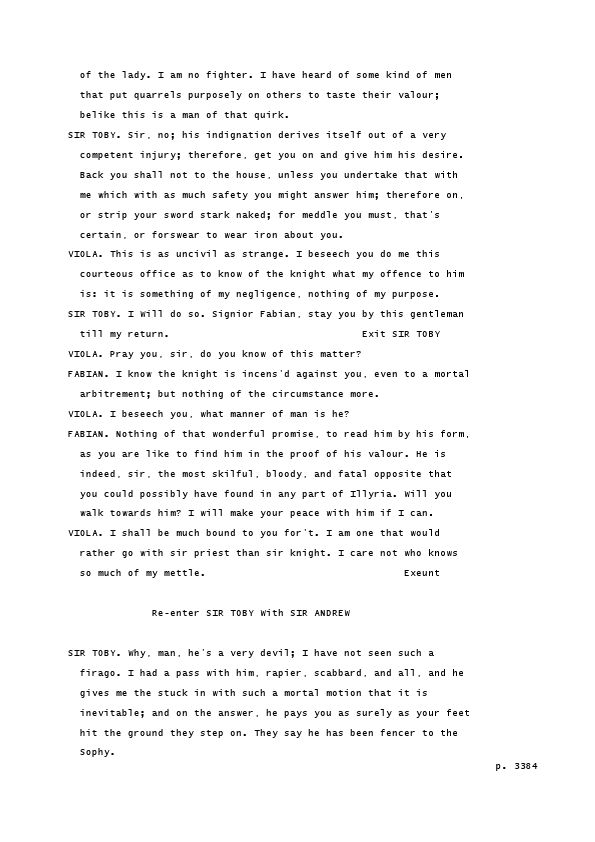 of the lady. I am no fighter. I have heard of some kind of men
that put quarrels purposely on others to taste their valour;
belike this is a man of that quirk.
SIR TOBY. Sir, no; his indignation derives itself out of a very
competent injury; therefore, get you on and give him his desire.
Back you shall not to the house, unless you undertake that with
me which with as much safety you might answer him; therefore on,
or strip your sword stark naked; for meddle you must, that's
certain, or forswear to wear iron about you.
VIOLA. This is as uncivil as strange. I beseech you do me this
courteous office as to know of the knight what my offence to him
is: it is something of my negligence, nothing of my purpose.
SIR TOBY. I Will do so. Signior Fabian, stay you by this gentleman
till my return. Exit SIR TOBY
VIOLA. Pray you, sir, do you know of this matter?
FABIAN. I know the knight is incens'd against you, even to a mortal
arbitrement; but nothing of the circumstance more.
VIOLA. I beseech you, what manner of man is he?
FABIAN. Nothing of that wonderful promise, to read him by his form,
as you are like to find him in the proof of his valour. He is
indeed, sir, the most skilful, bloody, and fatal opposite that
you could possibly have found in any part of Illyria. Will you
walk towards him? I will make your peace with him if I can.
VIOLA. I shall be much bound to you for't. I am one that would
rather go with sir priest than sir knight. I care not who knows
so much of my mettle. Exeunt
Re-enter SIR TOBY With SIR ANDREW
SIR TOBY. Why, man, he's a very devil; I have not seen such a
firago. I had a pass with him, rapier, scabbard, and all, and he
gives me the stuck in with such a mortal motion that it is
inevitable; and on the answer, he pays you as surely as your feet
hit the ground they step on. They say he has been fencer to the
Sophy.
p. 3384